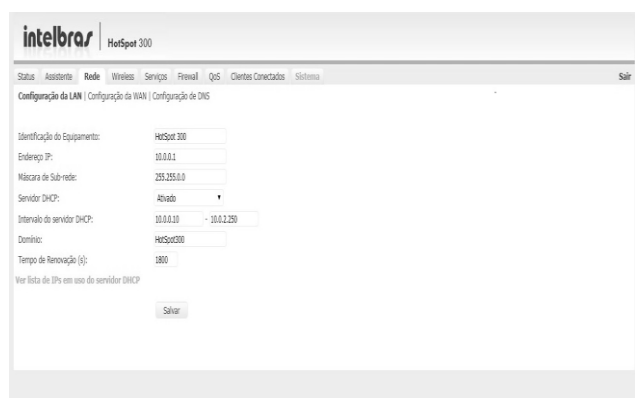 intelbras HotSpot 300
Status Assistente Rede Wireless Serviços Firewall QoS Clientes Conectados Sistema Sair
Configuração da LAN | Configuração da WAN | Configuração de DNS
Identificação do Equipamento: HotSpot 300
Endereço IP: 10.0.0.1
Máscara de Sub-rede: 255.255.0.0
Servidor DHCP: Ativado
Intervalo do servidor DHCP: 10.0.0.10 - 10.0.2.250
Domínio: HotSpot300
Tempo de Renovação (s): 1800
Ver lista de IPs em uso do servidor DHCP
Salvar